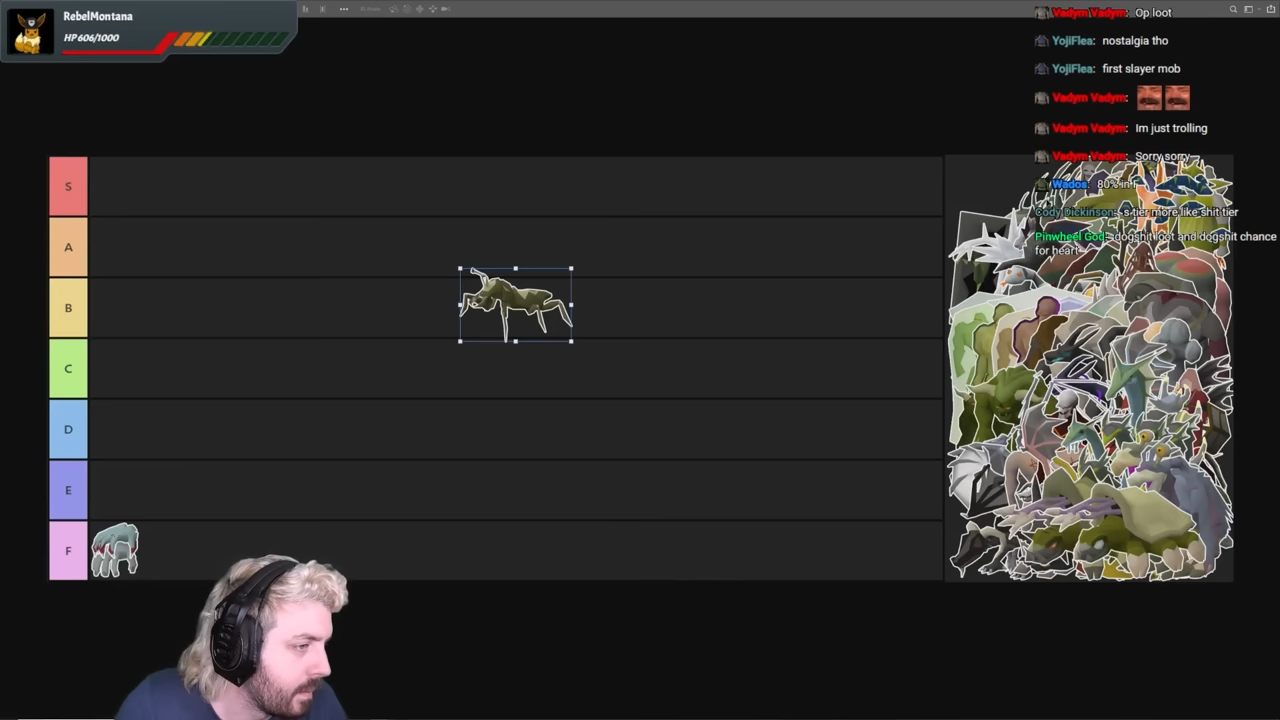 RebelMontana
HP 606/1000
Vadym Vadym: Op loot
YojiFlea: nostalgia tho
YojiFlea: first slayer mob
Vadym Vadym:
Vadym Vadym: Im just trolling
Vadym Vadym: Sorry sorry
Wados: 80% in F
Cody Dickinson: s tier more like shit tier
Pinwheel God: dogshit loot and dogshit chance
for heart
S
A
B
C
D
E
F